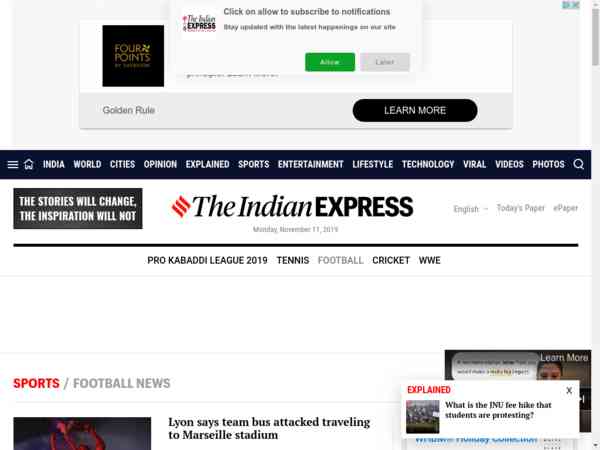 Click on allow to subscribe to notifications
The Indian
EXPRESS
Stay updated with the latest happenings on our site
Allow
Later
FOUR
POINTS
BY SHERATON
Golden Rule
LEARN MORE
INDIA WORLD CITIES OPINION EXPLAINED SPORTS ENTERTAINMENT LIFESTYLE TECHNOLOGY VIRAL VIDEOS PHOTOS
THE STORIES WILL CHANGE,
THE INSPIRATION WILL NOT
The Indian EXPRESS
English
Today's Paper
ePaper
Monday, November 11, 2019
PRO KABADDI LEAGUE 2019 TENNIS FOOTBALL CRICKET WWE
Learn More
SPORTS / FOOTBALL NEWS
EXPLAINED
X
What is the JNU fee hike that
students are protesting?
Lyon says team bus attacked traveling
to Marseille stadium
Holiday Collection